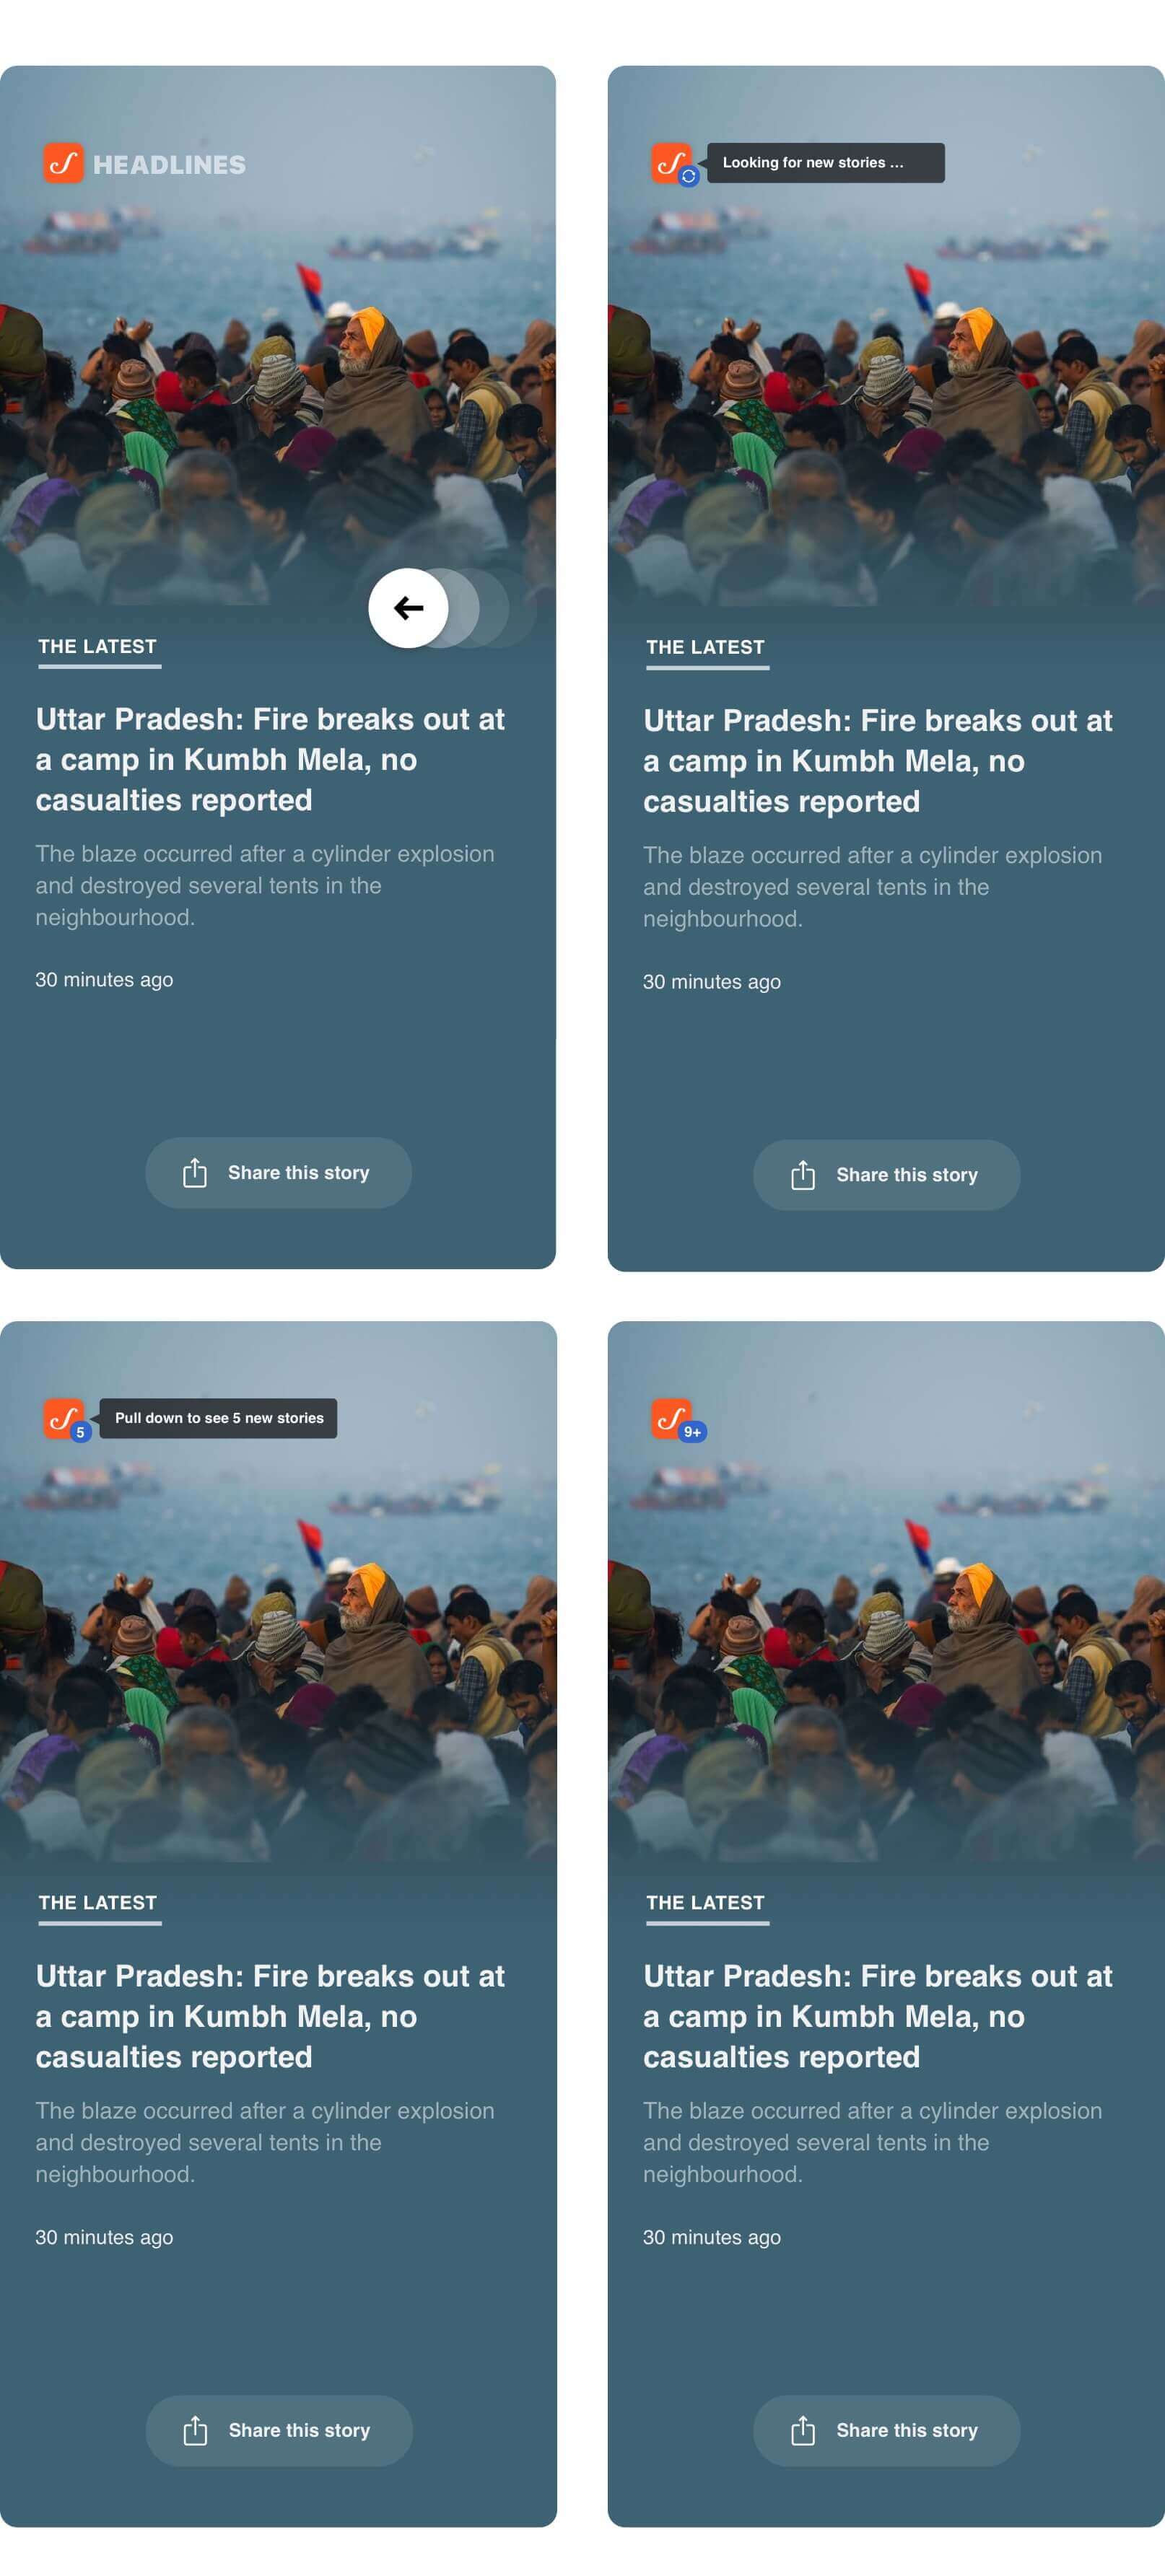 HEADLINES
THE LATEST
Uttar Pradesh: Fire breaks out at
a camp in Kumbh Mela, no
casualties reported
The blaze occurred after a cylinder explosion
and destroyed several tents in the
neighbourhood.
30 minutes ago
Share this story
Looking for new stories ...
THE LATEST
Uttar Pradesh: Fire breaks out at
a camp in Kumbh Mela, no
casualties reported
The blaze occurred after a cylinder explosion
and destroyed several tents in the
neighbourhood.
30 minutes ago
Share this story
5
Pull down to see 5 new stories
THE LATEST
Uttar Pradesh: Fire breaks out at
a camp in Kumbh Mela, no
casualties reported
The blaze occurred after a cylinder explosion
and destroyed several tents in the
neighbourhood.
30 minutes ago
Share this story
9+
THE LATEST
Uttar Pradesh: Fire breaks out at
a camp in Kumbh Mela, no
casualties reported
The blaze occurred after a cylinder explosion
and destroyed several tents in the
neighbourhood.
30 minutes ago
Share this story